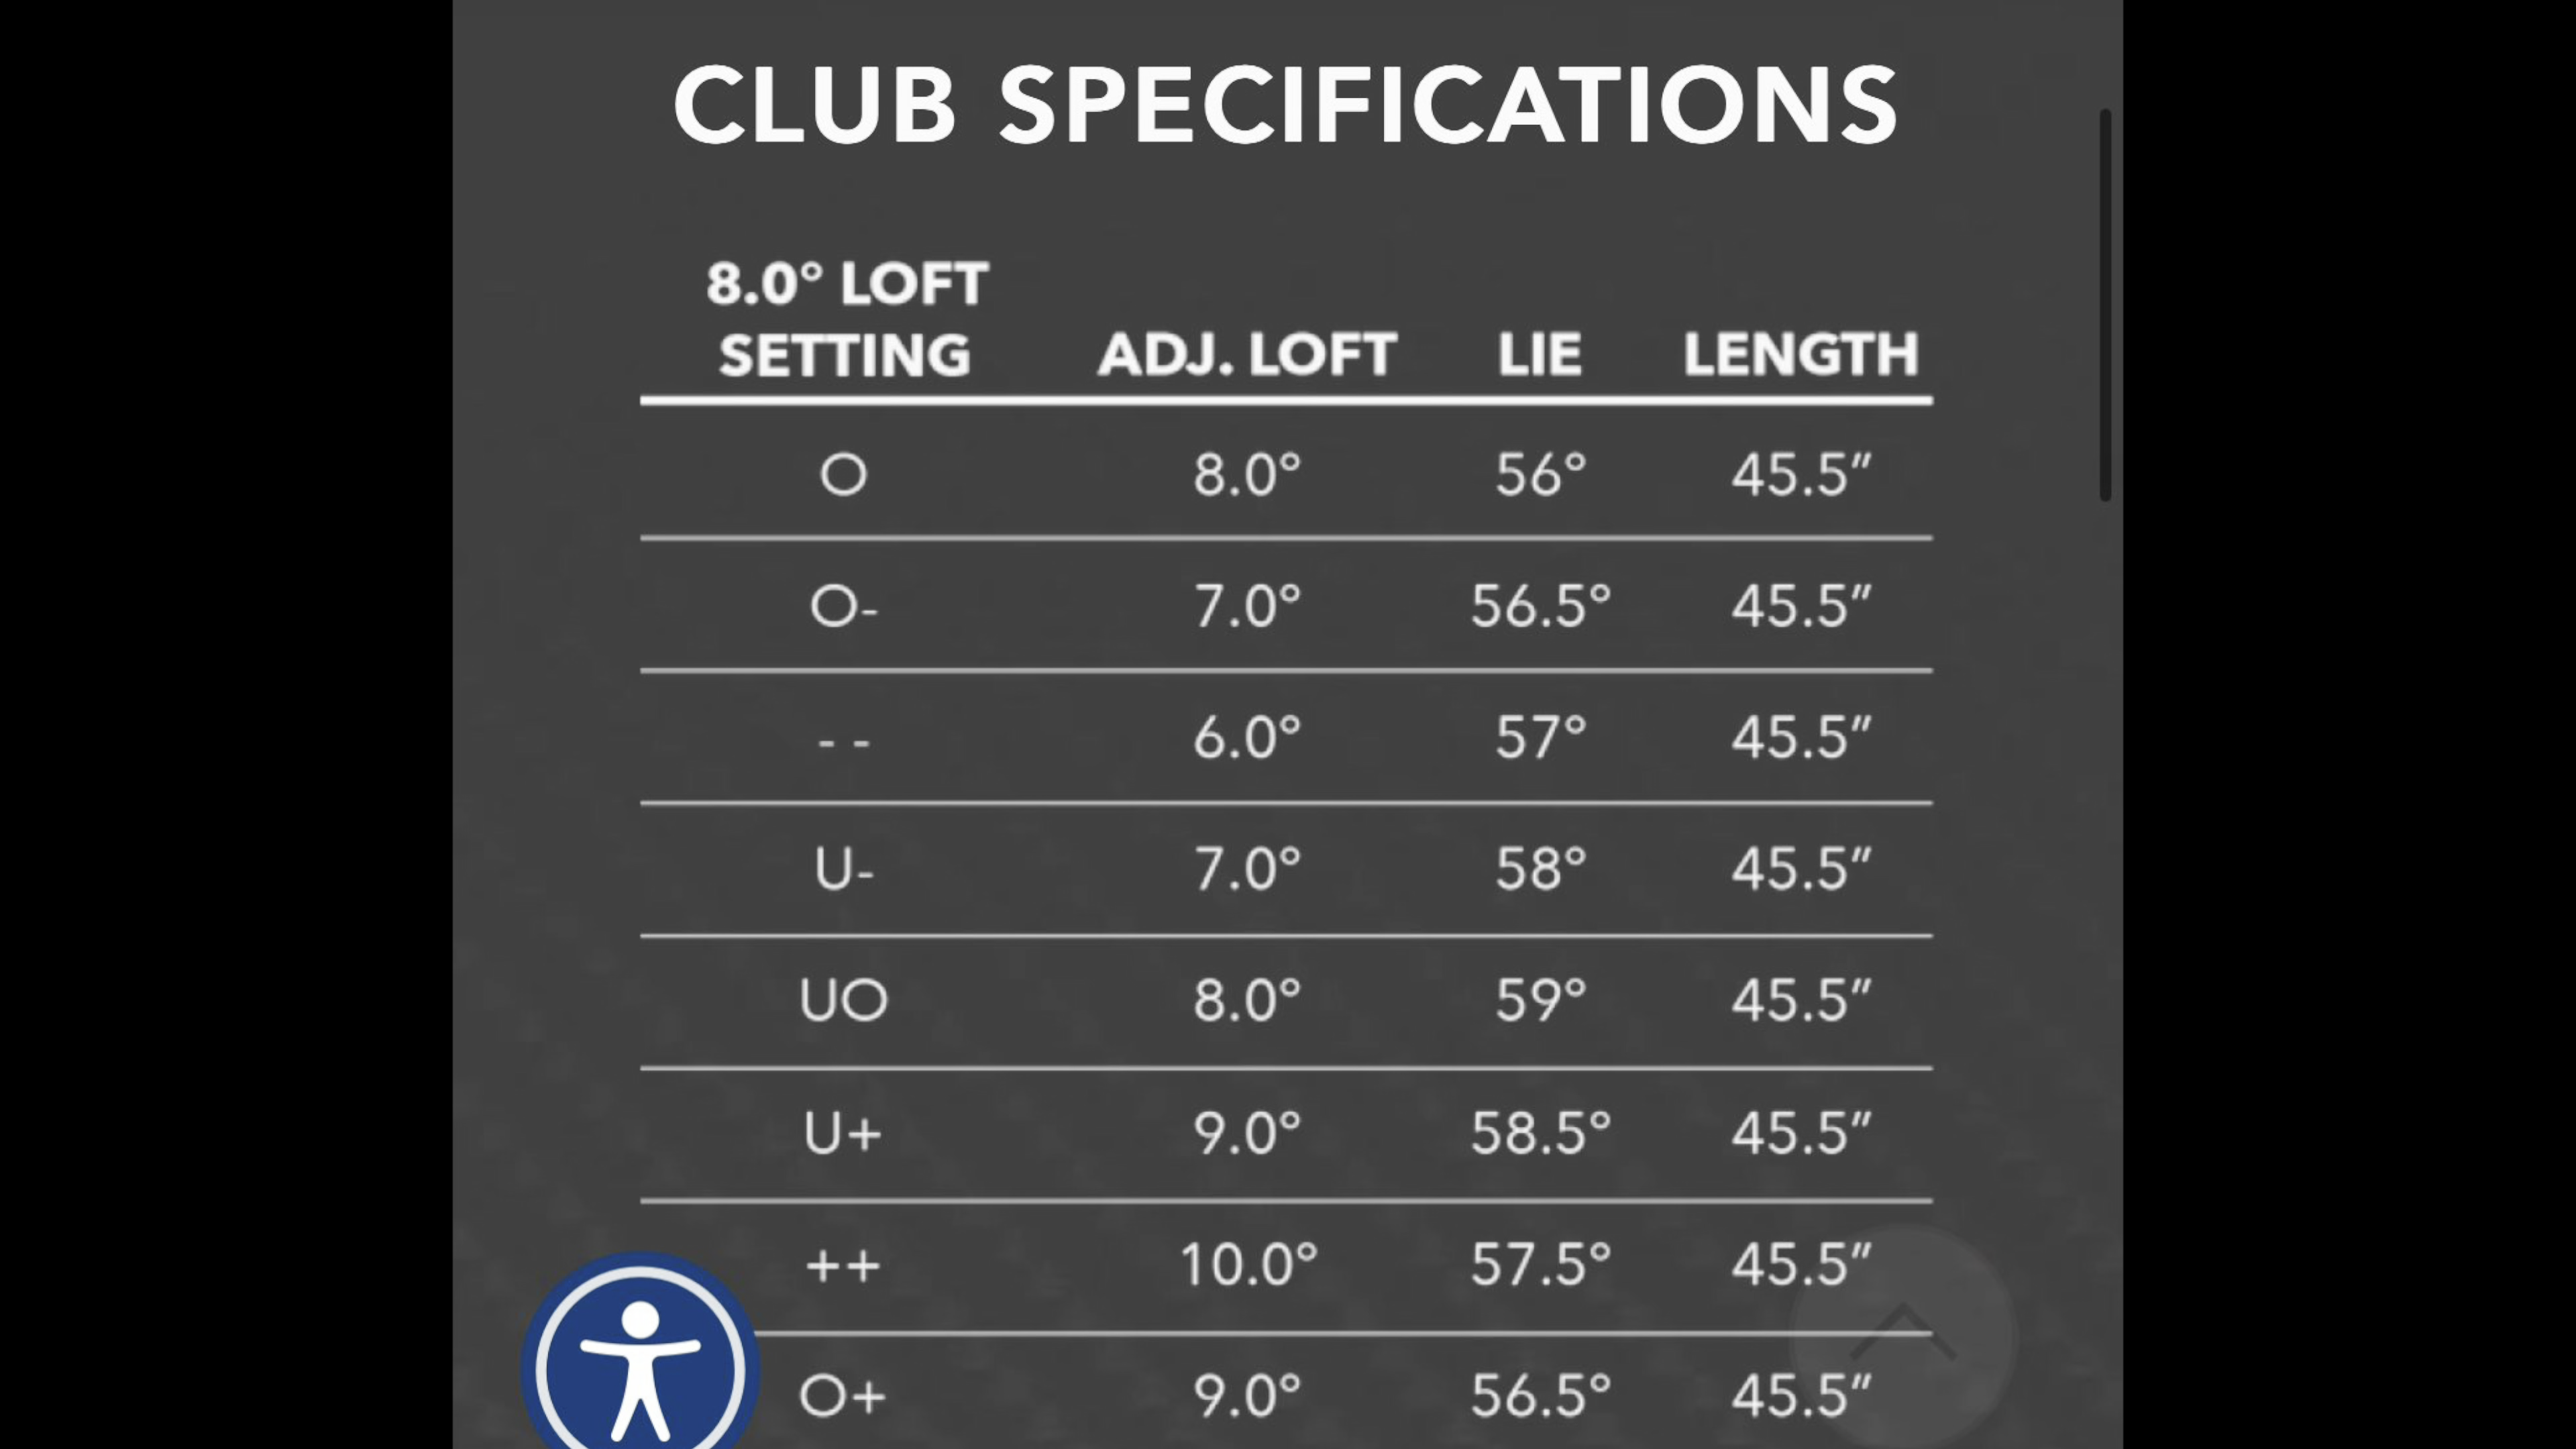 CLUB SPECIFICATIONS
8.0° LOFT
SETTING ADJ. LOFT LIE LENGTH
O 8.0° 56° 45.5"
O- 7.0° 56.5° 45.5"
- - 6.0° 57° 45.5"
U- 7.0° 58° 45.5"
UO 8.0° 59° 45.5"
U+ 9.0° 58.5° 45.5"
++ 10.0° 57.5° 45.5"
O+ 9.0° 56.5° 45.5"